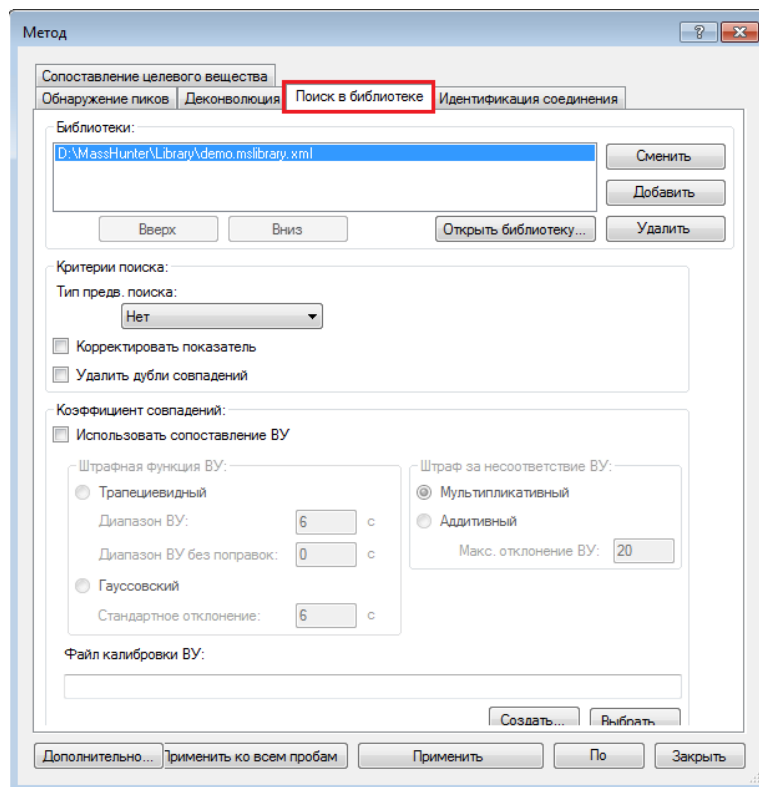 Метод
Сопоставление целевого вещества
Обнаружение пиков Деконволюция Поиск в библиотеке Идентификация соединения
Библиотеки:
D:\MassHunter\Library\demo.mslibrary.xml
Сменить
Добавить
Вверх Вниз Открыть библиотеку... Удалить
Критерии поиска:
Тип предв. поиска:
Нет
Корректировать показатель
Удалить дубли совпадений
Коэффициент совпадений:
Использовать сопоставление ВУ
Штрафная функция ВУ: Штраф за несоответствие ВУ:
Трапециевидный Мультипликативный
Диапазон ВУ: 6 с Аддитивный
Диапазон ВУ без поправок: 0 с Макс. отклонение ВУ: 20
Гауссовский
Стандартное отклонение: 6 с
Файл калибровки ВУ:
Создать... Выбрать...
Дополнительно... Применить ко всем пробам Применить По Закрыть